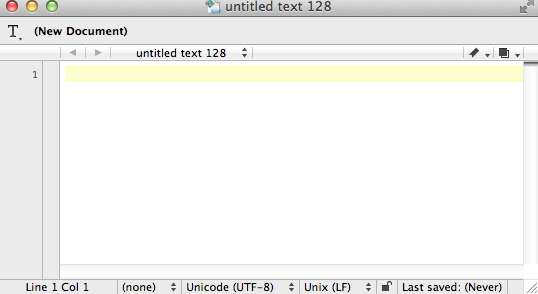 untitled text 128
T (New Document)
untitled text 128
1
Line 1 Col 1 (none) Unicode (UTF-8) Unix (LF) Last saved: (Never)